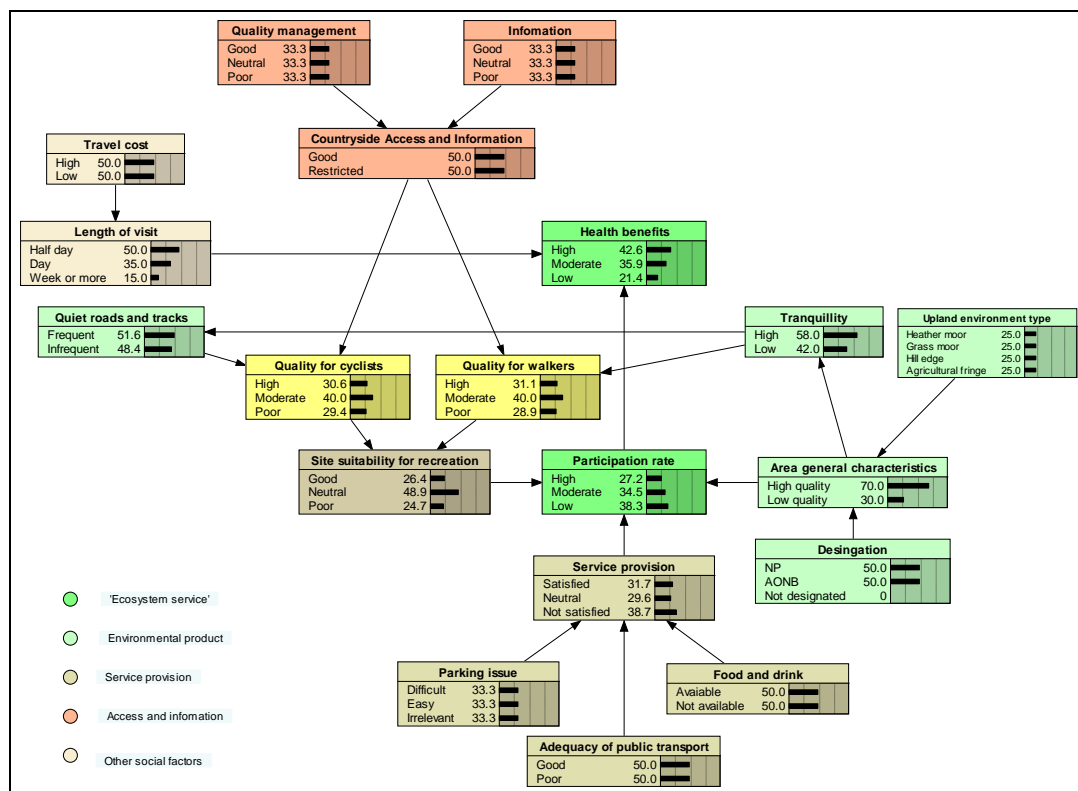 Quality management
Good 33.3
Neutral 33.3
Poor 33.3
Infomation
Good 33.3
Neutral 33.3
Poor 33.3
Countryside Access and Information
Good 50.0
Restricted 50.0
Travel cost
High 50.0
Low 50.0
Length of visit
Half day 50.0
Day 35.0
Week or more 15.0
Health benefits
High 42.6
Moderate 35.9
Low 21.4
Quiet roads and tracks
Frequent 51.6
Infrequent 48.4
Tranquillity
High 58.0
Low 42.0
Upland environment type
Heather moor 25.0
Grass moor 25.0
Hill edge 25.0
Agricultural fringe 25.0
Quality for cyclists
High 30.6
Moderate 40.0
Poor 29.4
Quality for walkers
High 31.1
Moderate 40.0
Poor 28.9
Site suitability for recreation
Good 26.4
Neutral 48.9
Poor 24.7
Participation rate
High 27.2
Moderate 34.5
Low 38.3
Area general characteristics
High quality 70.0
Low quality 30.0
Desingation
NP 50.0
AONB 50.0
Not designated 0
Service provision
Satisfied 31.7
Neutral 29.6
Not satisfied 38.7
Parking issue
Difficult 33.3
Easy 33.3
Irrelevant 33.3
Food and drink
Avaiable 50.0
Not available 50.0
Adequacy of public transport
Good 50.0
Poor 50.0
'Ecosystem service'
Environmental product
Service provision
Access and infomation
Other social factors